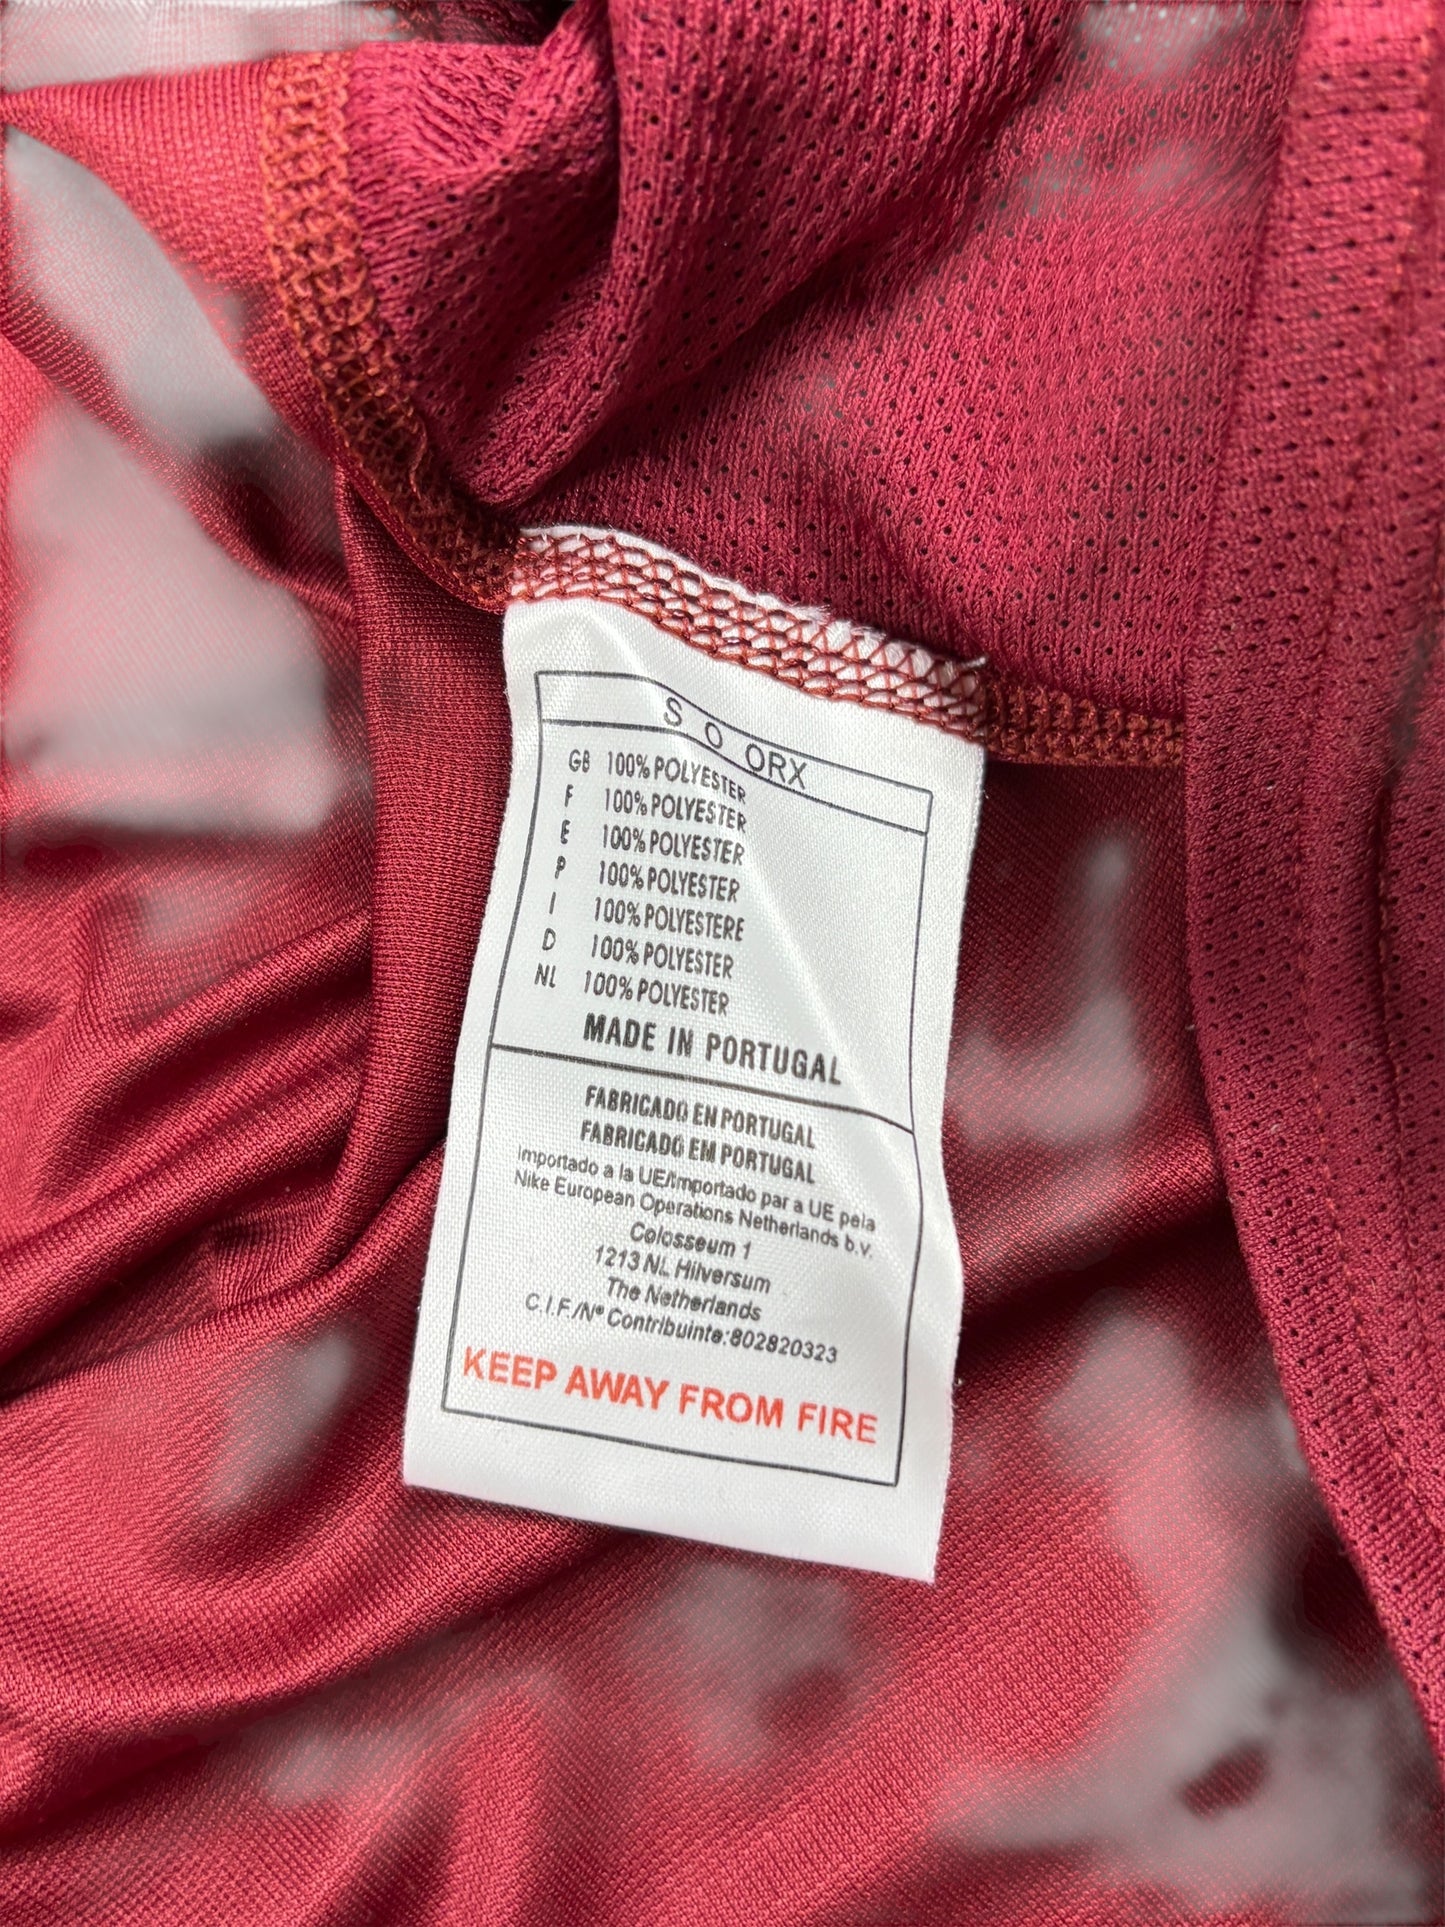 S O ORX
GB 100% POLYESTER
F 100% POLYESTER
E 100% POLYESTER
P 100% POLYESTER
I 100% POLYESTERE
D 100% POLYESTER
NL 100% POLYESTER
MADE IN PORTUGAL
FABRICADO EN PORTUGAL
FABRICADO EM PORTUGAL
Importado a la UE/Importado par a UE pela
Nike European Operations Netherlands b.v.
Colosseum 1
1213 NL Hilversum
The Netherlands
C.I.F./Nº Contribuinte:802820323
KEEP AWAY FROM FIRE